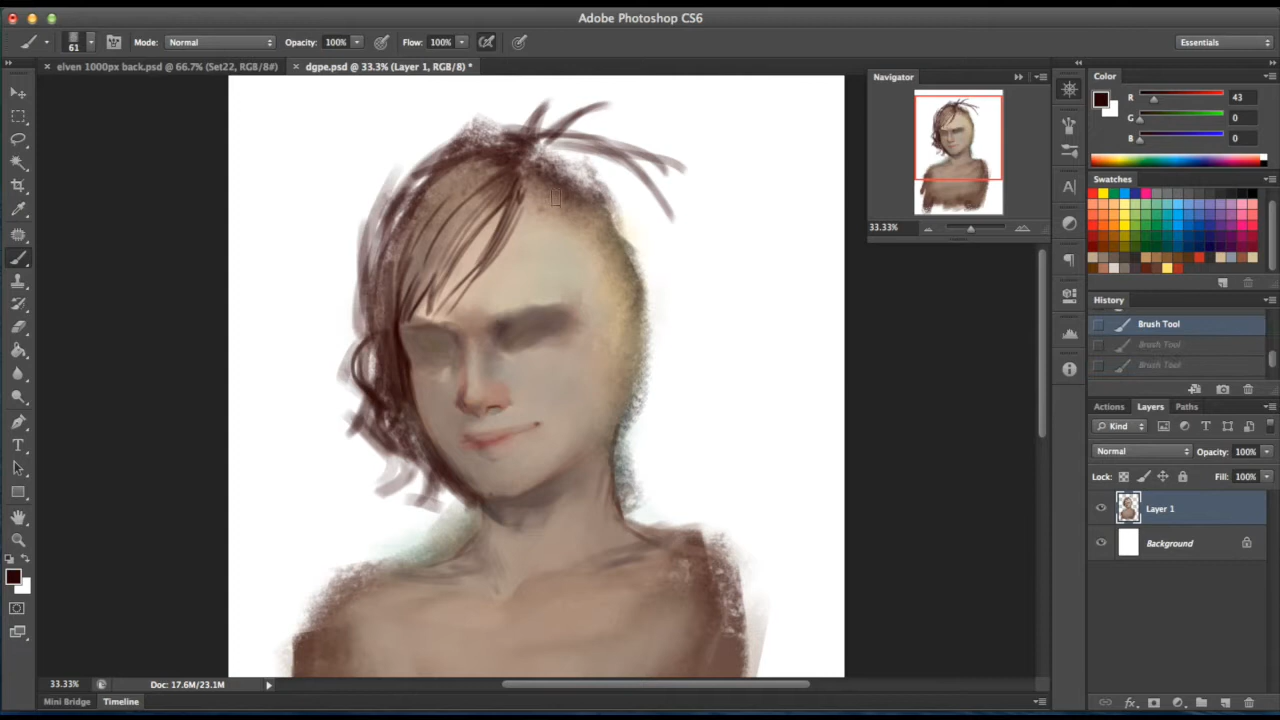 Adobe Photoshop CS6
61 Mode: Normal Opacity: 100% Flow: 100% Essentials
elven 1000px back.psd @ 66.7% (Set22, RGB/8#)
dgpe.psd @ 33.3% (Layer 1, RGB/8) *
Navigator
33.33%
Color
R 43
G 0
B 0
Swatches
History
Brush Tool
Brush Tool
Brush Tool
Actions Layers Paths
Kind
Normal Opacity: 100%
Lock: Fill: 100%
Layer 1
Background
33.33% Doc: 17.6M/23.1M
Mini Bridge Timeline